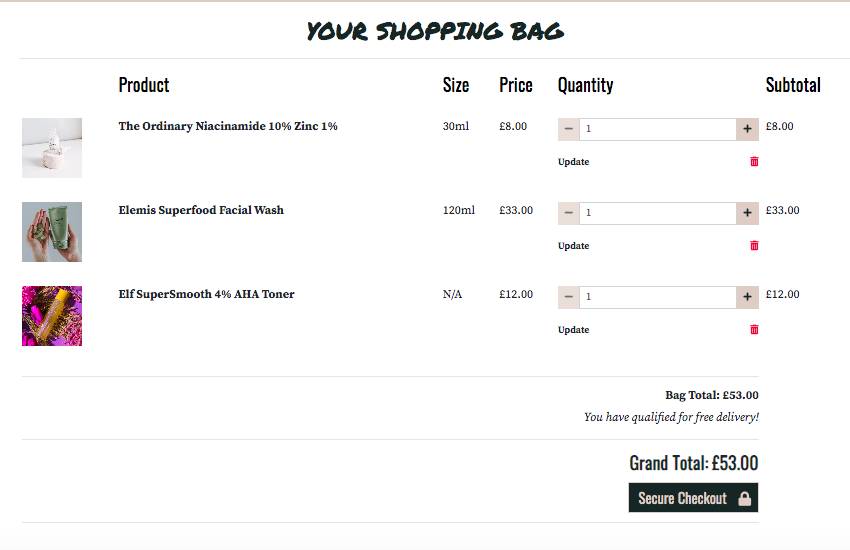 YOUR SHOPPING BAG
Product Size Price Quantity Subtotal
The Ordinary Niacinamide 10% Zinc 1% 30ml £8.00 − 1 + £8.00
Update
Elemis Superfood Facial Wash 120ml £33.00 − 1 + £33.00
Update
Elf SuperSmooth 4% AHA Toner N/A £12.00 − 1 + £12.00
Update
Bag Total: £53.00
You have qualified for free delivery!
Grand Total: £53.00
Secure Checkout